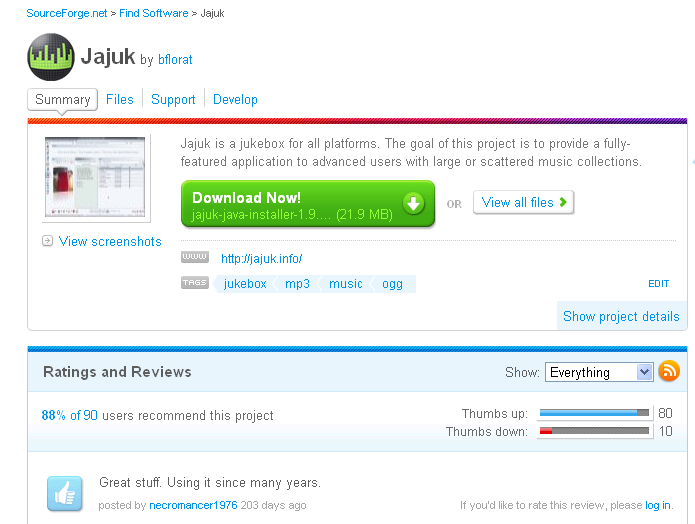 SourceForge.net > Find Software > Jajuk
Jajuk by bflorat
Summary Files Support Develop
Jajuk is a jukebox for all platforms. The goal of this project is to provide a fully-
featured application to advanced users with large or scattered music collections.
Download Now!
jajuk-java-installer-1.9.... (21.9 MB)
OR
View all files
View screenshots
WWW http://jajuk.info/
TAGS jukebox mp3 music ogg
EDIT
Show project details
Ratings and Reviews
Show: Everything
88% of 90 users recommend this project
Thumbs up: 80
Thumbs down: 10
Great stuff. Using it since many years.
posted by necromancer1976 203 days ago
If you'd like to rate this review, please log in.